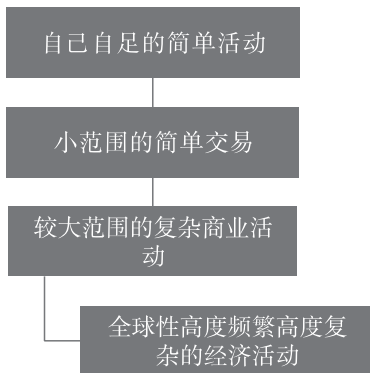 自己自足的简单活动
小范围的简单交易
较大范围的复杂商业活
动
全球性高度频繁高度复
杂的经济活动